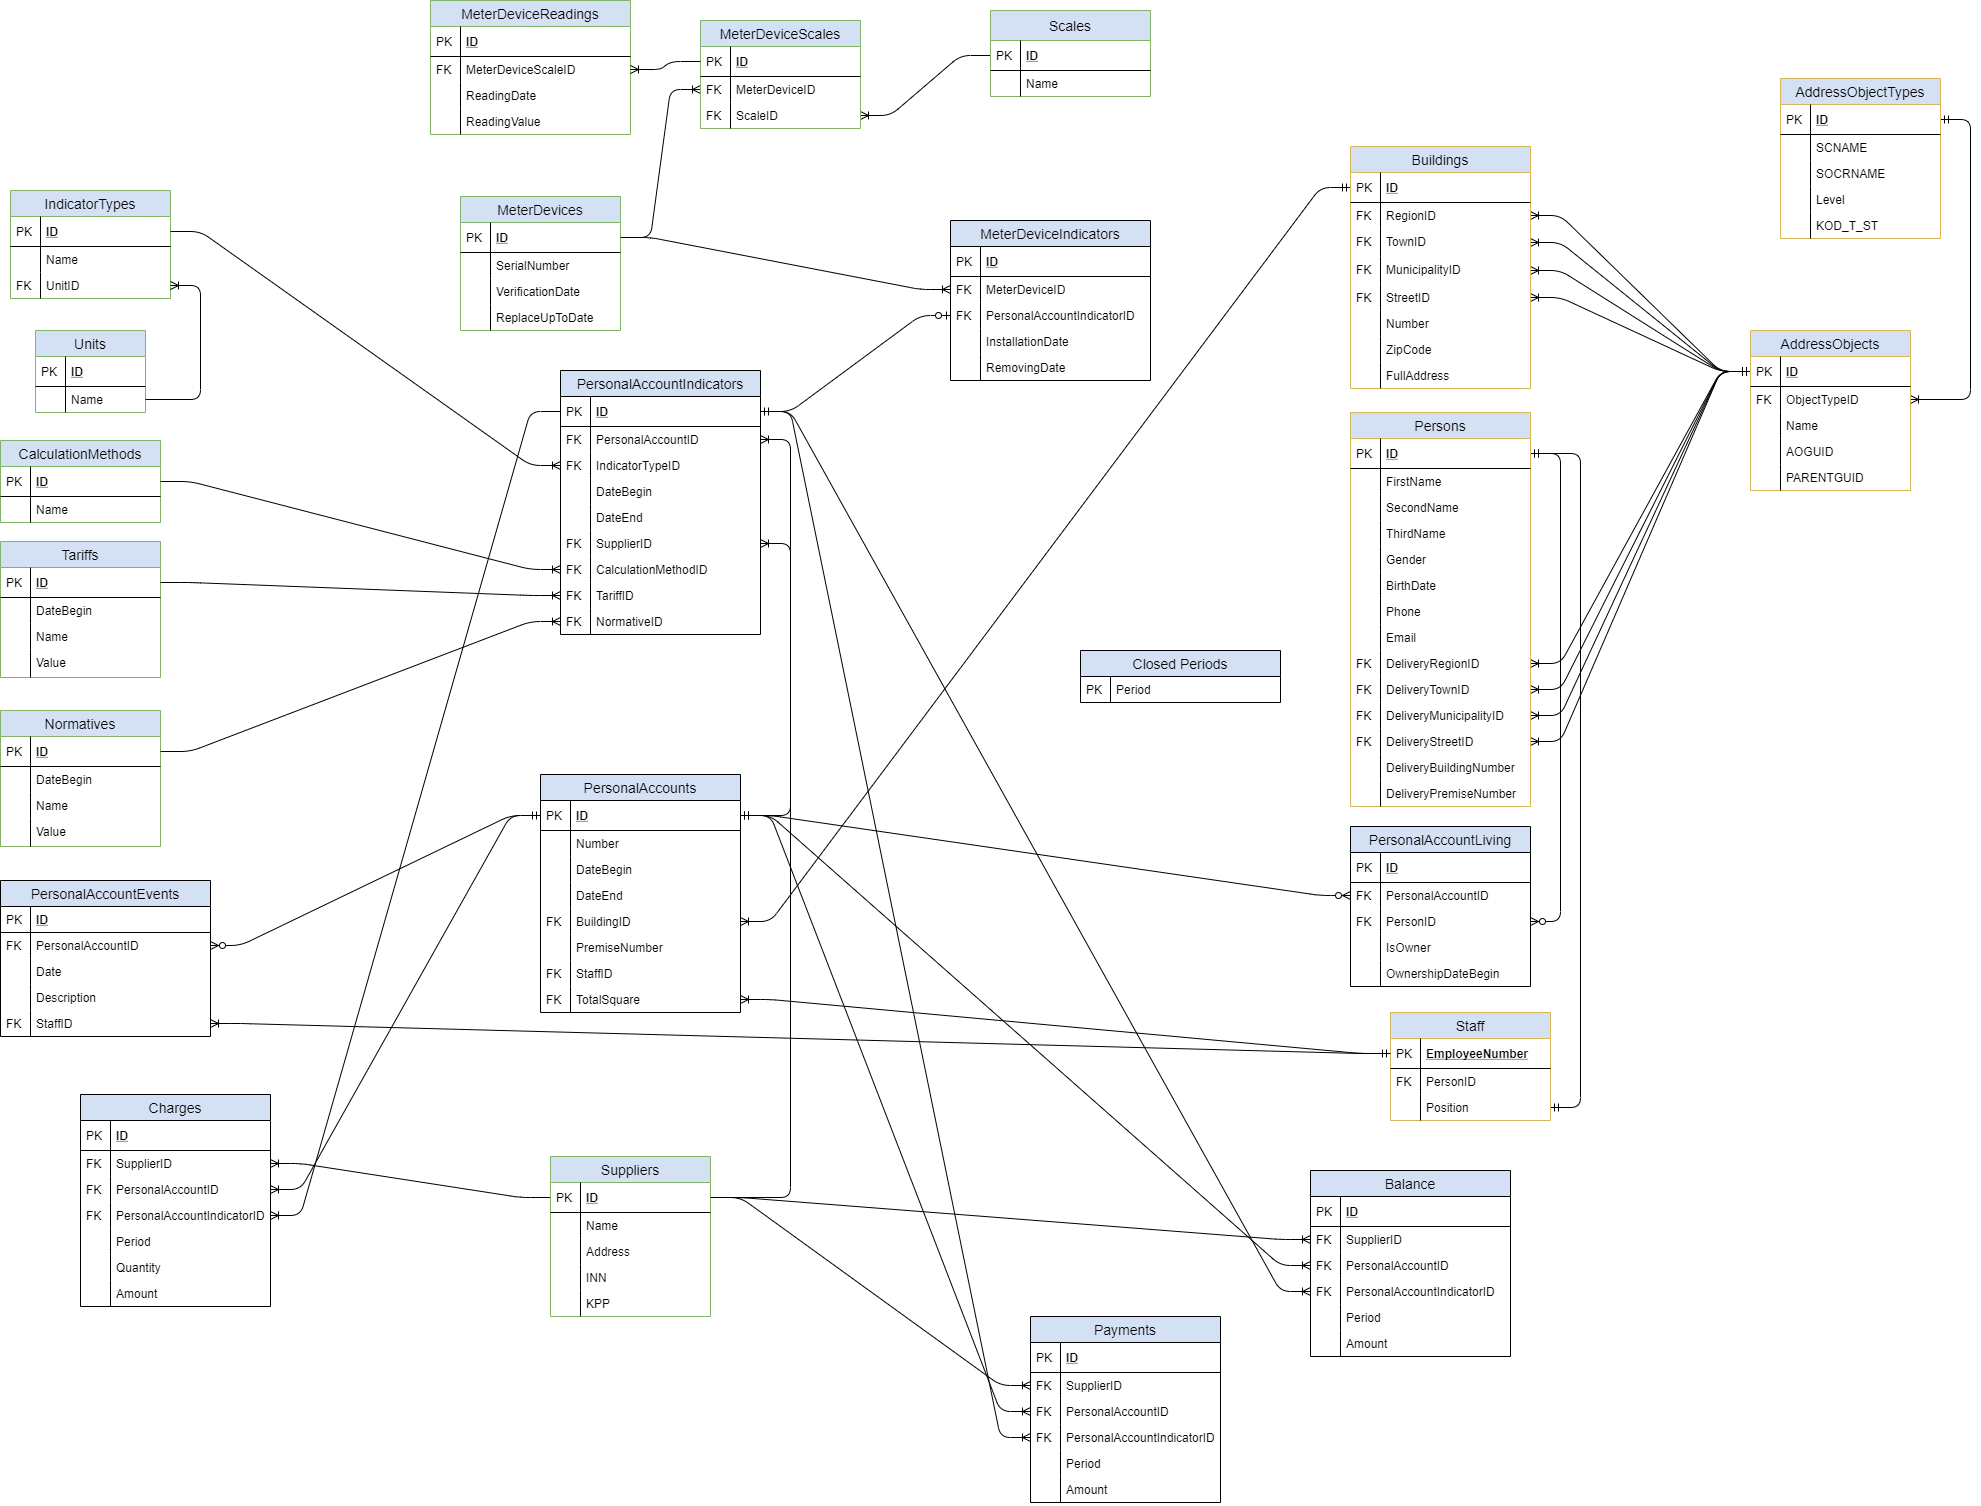 MeterDeviceReadings
PK ID
FK MeterDeviceScaleID
ReadingDate
ReadingValue
MeterDeviceScales
PK ID
FK MeterDeviceID
FK ScaleID
Scales
PK ID
Name
AddressObjectTypes
PK ID
SCNAME
SOCRNAME
Level
KOD_T_ST
Buildings
PK ID
FK RegionID
FK TownID
FK MunicipalityID
FK StreetID
Number
ZipCode
FullAddress
IndicatorTypes
PK ID
Name
FK UnitID
MeterDevices
PK ID
SerialNumber
VerificationDate
ReplaceUpToDate
MeterDeviceIndicators
PK ID
FK MeterDeviceID
FK PersonalAccountIndicatorID
InstallationDate
RemovingDate
Units
PK ID
Name
AddressObjects
PK ID
FK ObjectTypeID
Name
AOGUID
PARENTGUID
PersonalAccountIndicators
PK ID
FK PersonalAccountID
FK IndicatorTypeID
DateBegin
DateEnd
FK SupplierID
FK CalculationMethodID
FK TariffID
FK NormativeID
Persons
PK ID
FirstName
SecondName
ThirdName
Gender
BirthDate
Phone
Email
FK DeliveryRegionID
FK DeliveryTownID
FK DeliveryMunicipalityID
FK DeliveryStreetID
DeliveryBuildingNumber
DeliveryPremiseNumber
CalculationMethods
PK ID
Name
Tariffs
PK ID
DateBegin
Name
Value
Closed Periods
PK Period
Normatives
PK ID
DateBegin
Name
Value
PersonalAccounts
PK ID
Number
DateBegin
DateEnd
FK BuildingID
PremiseNumber
FK StaffID
FK TotalSquare
PersonalAccountLiving
PK ID
FK PersonalAccountID
FK PersonID
IsOwner
OwnershipDateBegin
PersonalAccountEvents
PK ID
FK PersonalAccountID
Date
Description
FK StaffID
Staff
PK EmployeeNumber
FK PersonID
Position
Charges
PK ID
FK SupplierID
FK PersonalAccountID
FK PersonalAccountIndicatorID
Period
Quantity
Amount
Suppliers
PK ID
Name
Address
INN
KPP
Balance
PK ID
FK SupplierID
FK PersonalAccountID
FK PersonalAccountIndicatorID
Period
Amount
Payments
PK ID
FK SupplierID
FK PersonalAccountID
FK PersonalAccountIndicatorID
Period
Amount